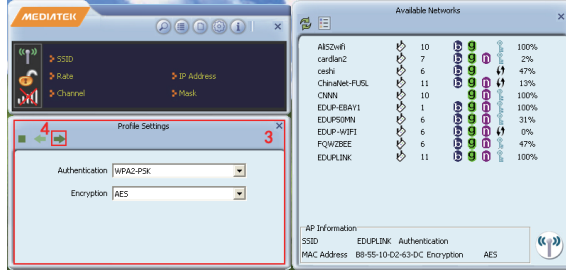 MEDIATEK
SSID
Rate
IP Address
Channel
Mask
Profile Settings
4
3
Authentication WPA2-PSK
Encryption AES
Available Networks
Ali5Zwifi 10 b g 100%
cardlan2 7 b g n 2%
ceshi 6 b g 47%
ChinaNet-FU5L 11 b g n 13%
CNNN 10 g n 100%
EDUP-EBAY1 1 b g n 100%
EDUPS0MN 6 b g n 31%
EDUP-WIFI 6 b g n 0%
FQWZBEE 6 b g n 47%
EDUPLINK 11 b g n 100%
AP Information
SSID EDUPLINK Authentication
MAC Address B8-55-10-D2-63-DC Encryption AES